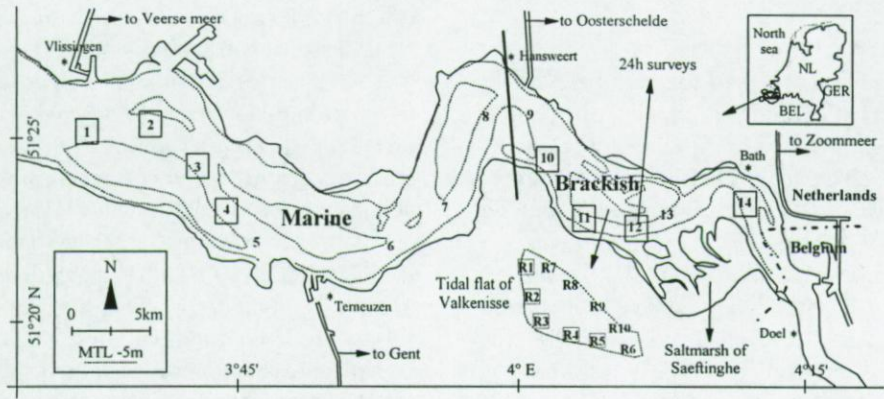 to Veerse meer
Vlissingen
to Oosterschelde
Hansweert
24h surveys
North
sea
NL
GER
BEL
to Zoommeer
51°25'
1
2
3
4
5
6
7
8
9
10
11
12
13
14
Marine
Brackish
Bath
Netherlands
Belgium
Tidal flat of
Valkenisse
R1
R7
R8
R2
R9
R3
R10
R4
R5
R6
N
0
5km
MTL -5m
51°20 N
Terneuzen
to Gent
Saltmarsh of
Saeftinghe
Doel
3°45
4° E
4°15